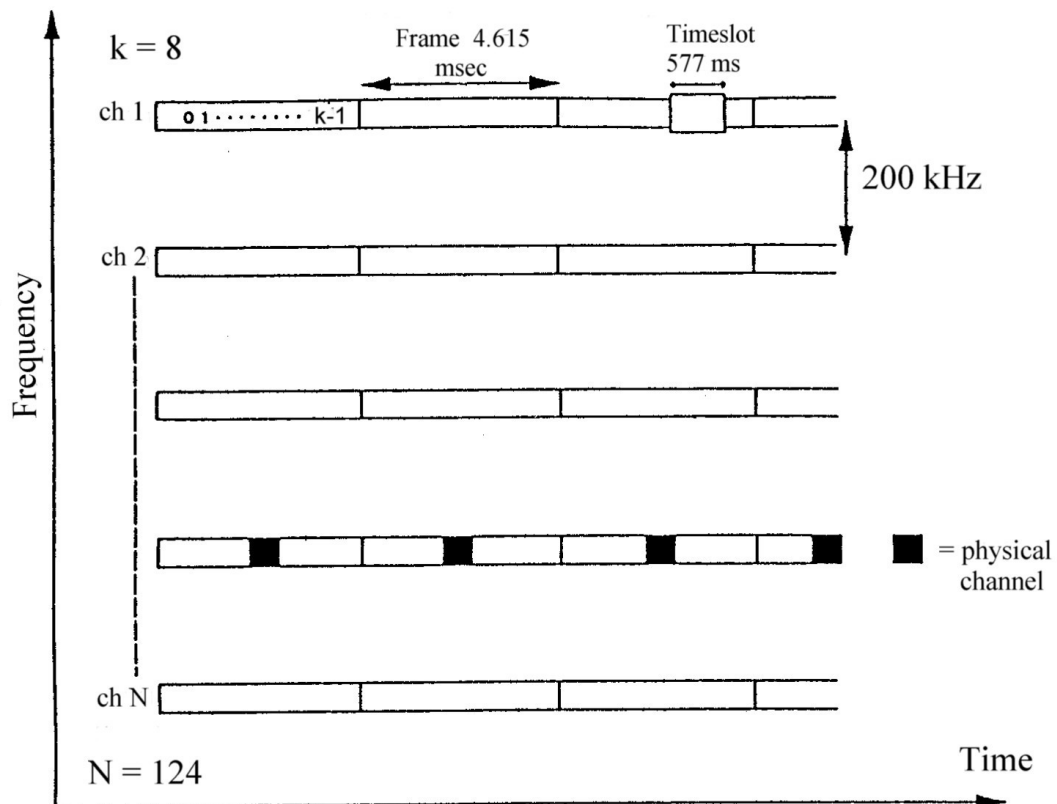 k = 8
Frame 4.615
msec
Timeslot
577 ms
ch 1
0 1 ········ k-1
200 kHz
ch 2
Frequency
= physical
channel
ch N
N = 124
Time